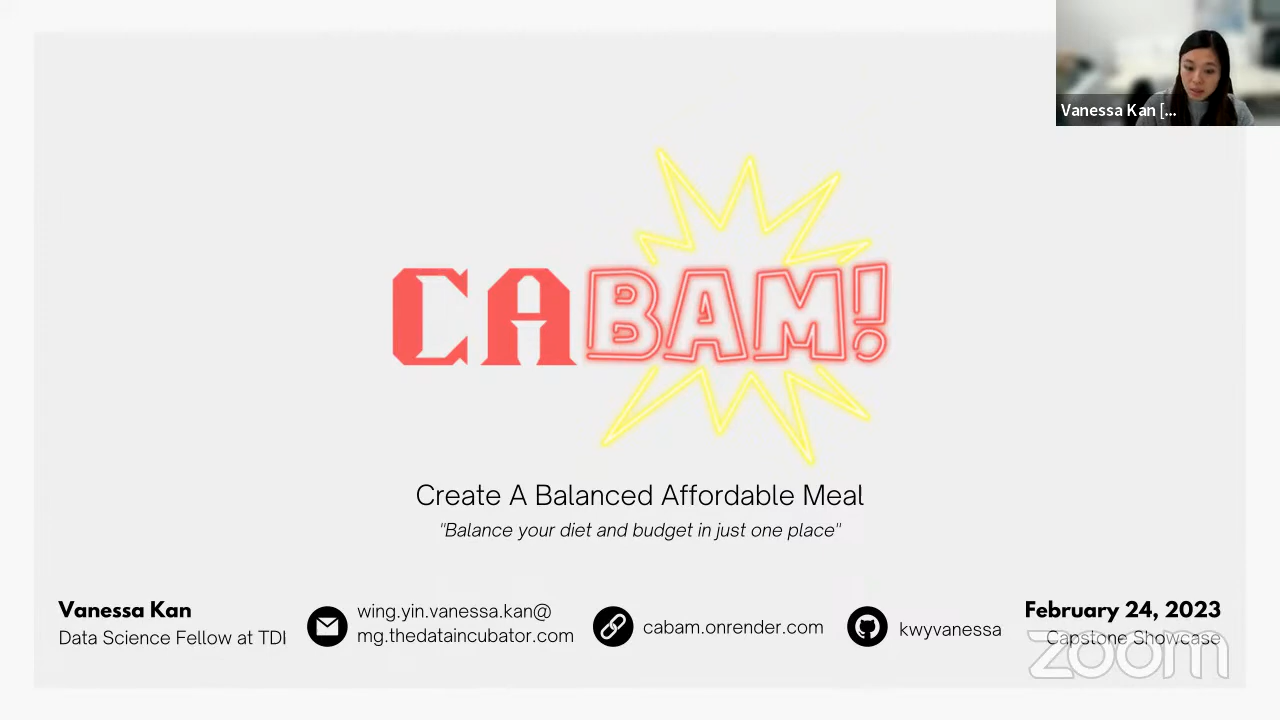 Vanessa Kan [...
CABAM!
Create A Balanced Affordable Meal
"Balance your diet and budget in just one place"
Vanessa Kan
Data Science Fellow at TDI
wing.yin.vanessa.kan@
mg.thedataincubator.com
cabam.onrender.com
kwyvanessa
February 24, 2023
Capstone Showcase
zoom